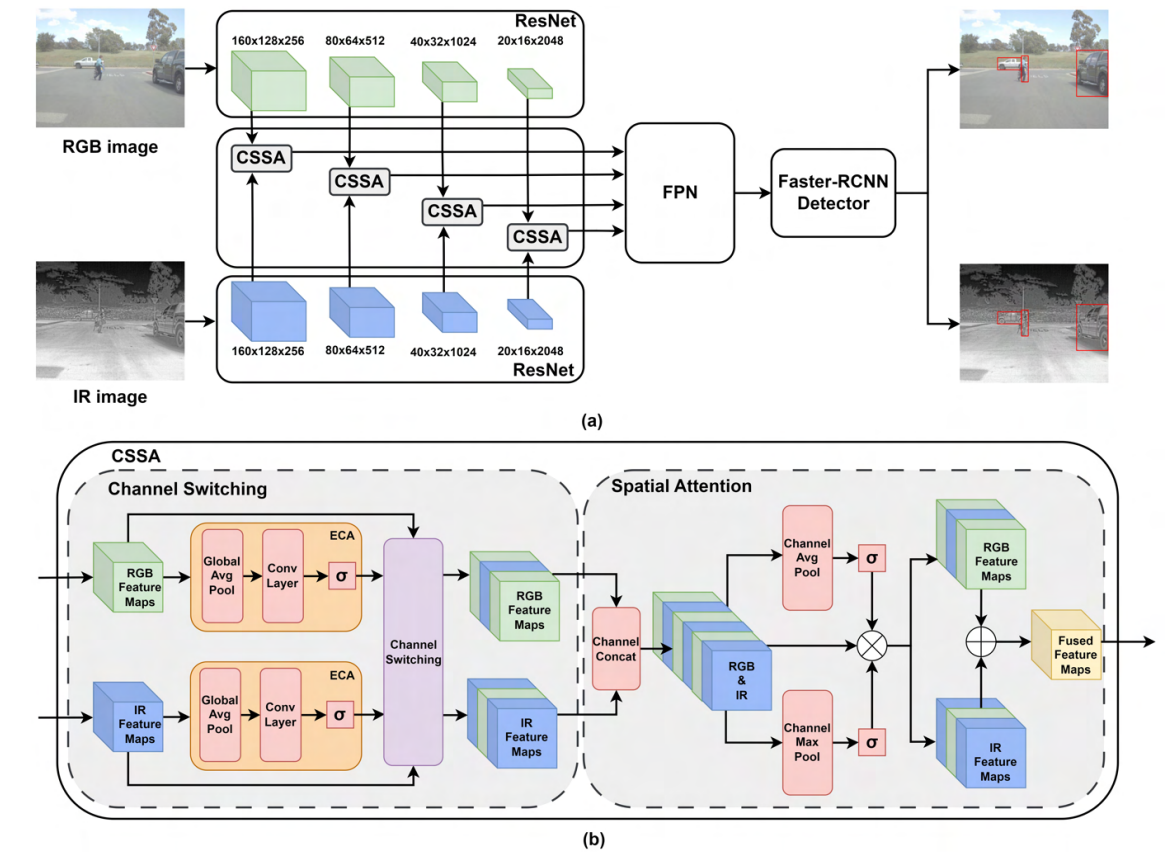 ResNet
160x128x256
80x64x512
40x32x1024
20x16x2048
RGB image
CSSA
CSSA
CSSA
CSSA
FPN
Faster-RCNN
Detector
IR image
160x128x256
80x64x512
40x32x1024
20x16x2048
ResNet
(a)
CSSA
Channel Switching
RGB
Feature
Maps
ECA
Global
Avg
Pool
Conv
Layer
σ
IR
Feature
Maps
ECA
Global
Avg
Pool
Conv
Layer
σ
Channel
Switching
RGB
Feature
Maps
IR
Feature
Maps
Spatial Attention
Channel
Concat
RGB
&
IR
Channel
Avg
Pool
σ
Channel
Max
Pool
σ
RGB
Feature
Maps
IR
Feature
Maps
Fused
Feature
Maps
(b)